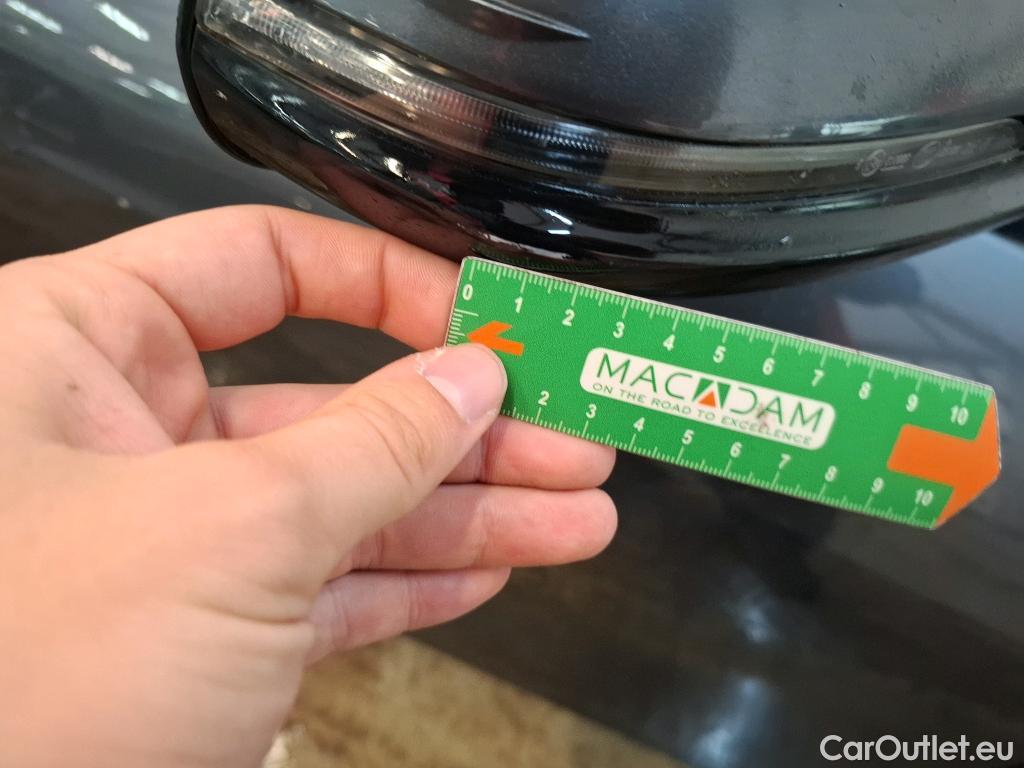 0 1 2 3 4 5 6 7 8 9 10
MACADAM
ON THE ROAD TO EXCELLENCE
2 3 4 5 6 7 8 9 10
CarOutlet.eu